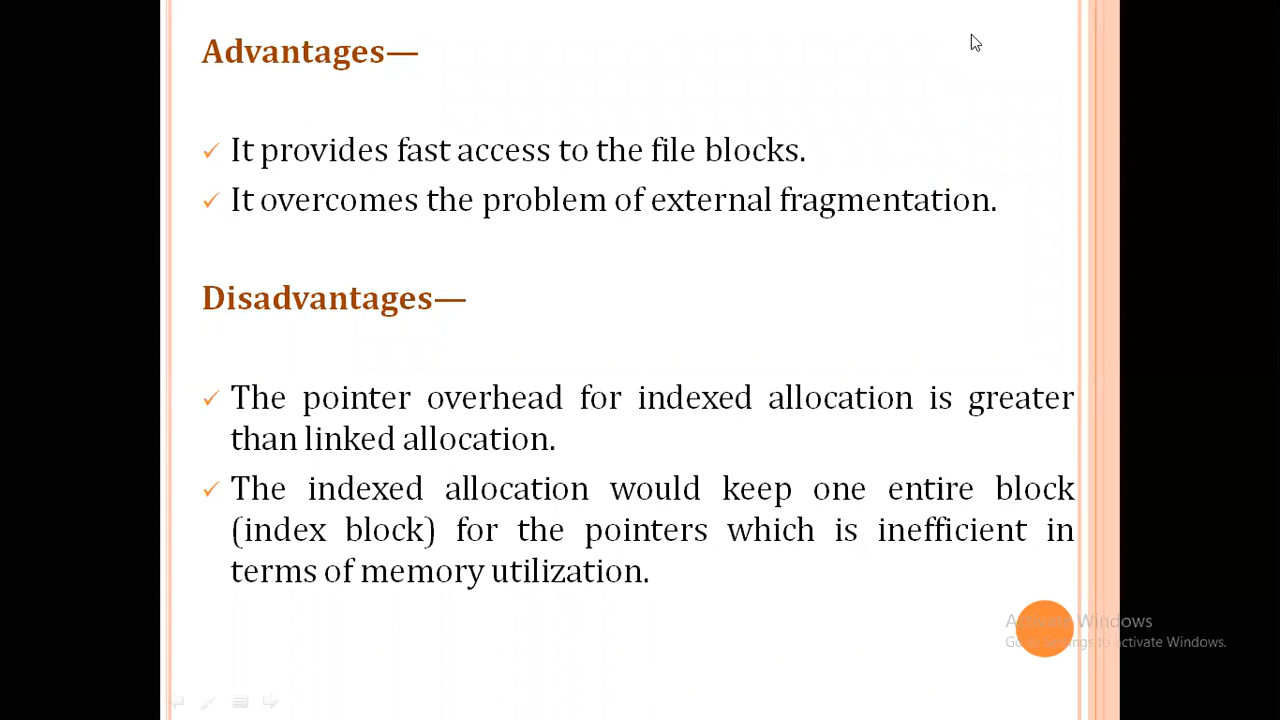 Advantages—
It provides fast access to the file blocks.
It overcomes the problem of external fragmentation.
Disadvantages—
The pointer overhead for indexed allocation is greater
than linked allocation.
The indexed allocation would keep one entire block
(index block) for the pointers which is inefficient in
terms of memory utilization.
Activate Windows
Go to Settings to activate Windows.